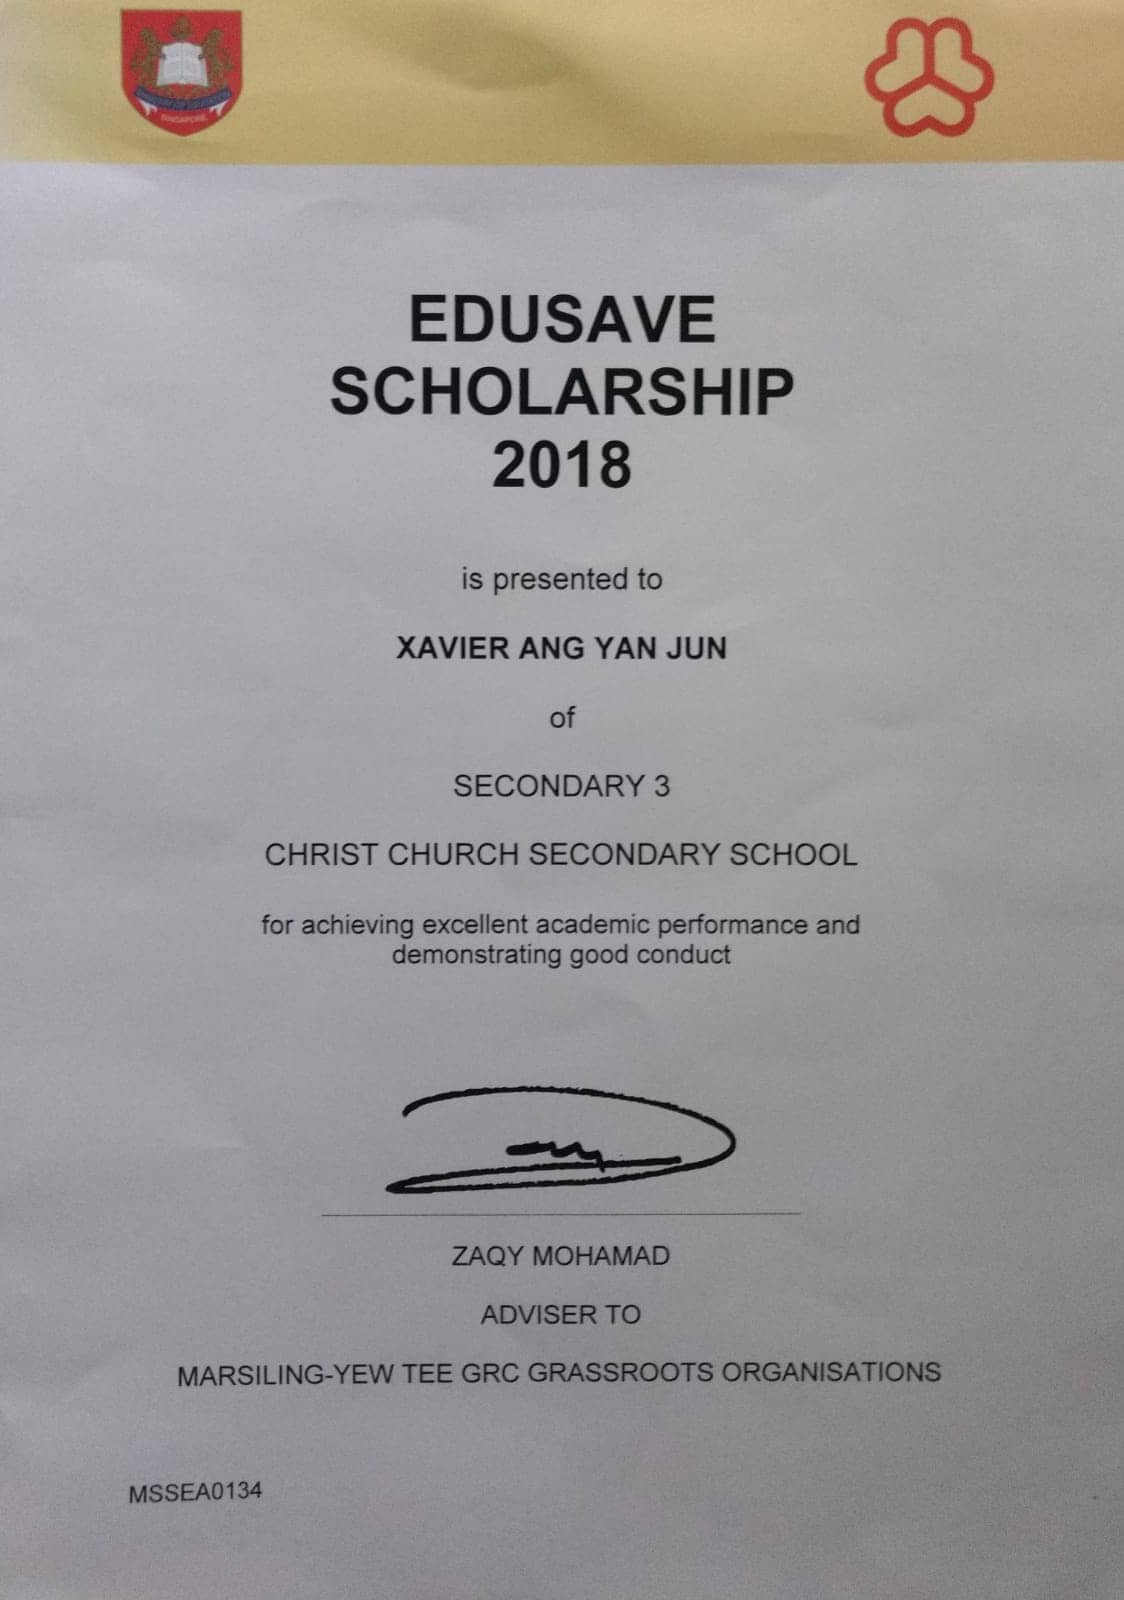 SINGAPORE
EDUSAVE
SCHOLARSHIP
2018
is presented to
XAVIER ANG YAN JUN
of
SECONDARY 3
CHRIST CHURCH SECONDARY SCHOOL
for achieving excellent academic performance and
demonstrating good conduct
ZAQY MOHAMAD
ADVISER TO
MARSILING-YEW TEE GRC GRASSROOTS ORGANISATIONS
MSSEA0134